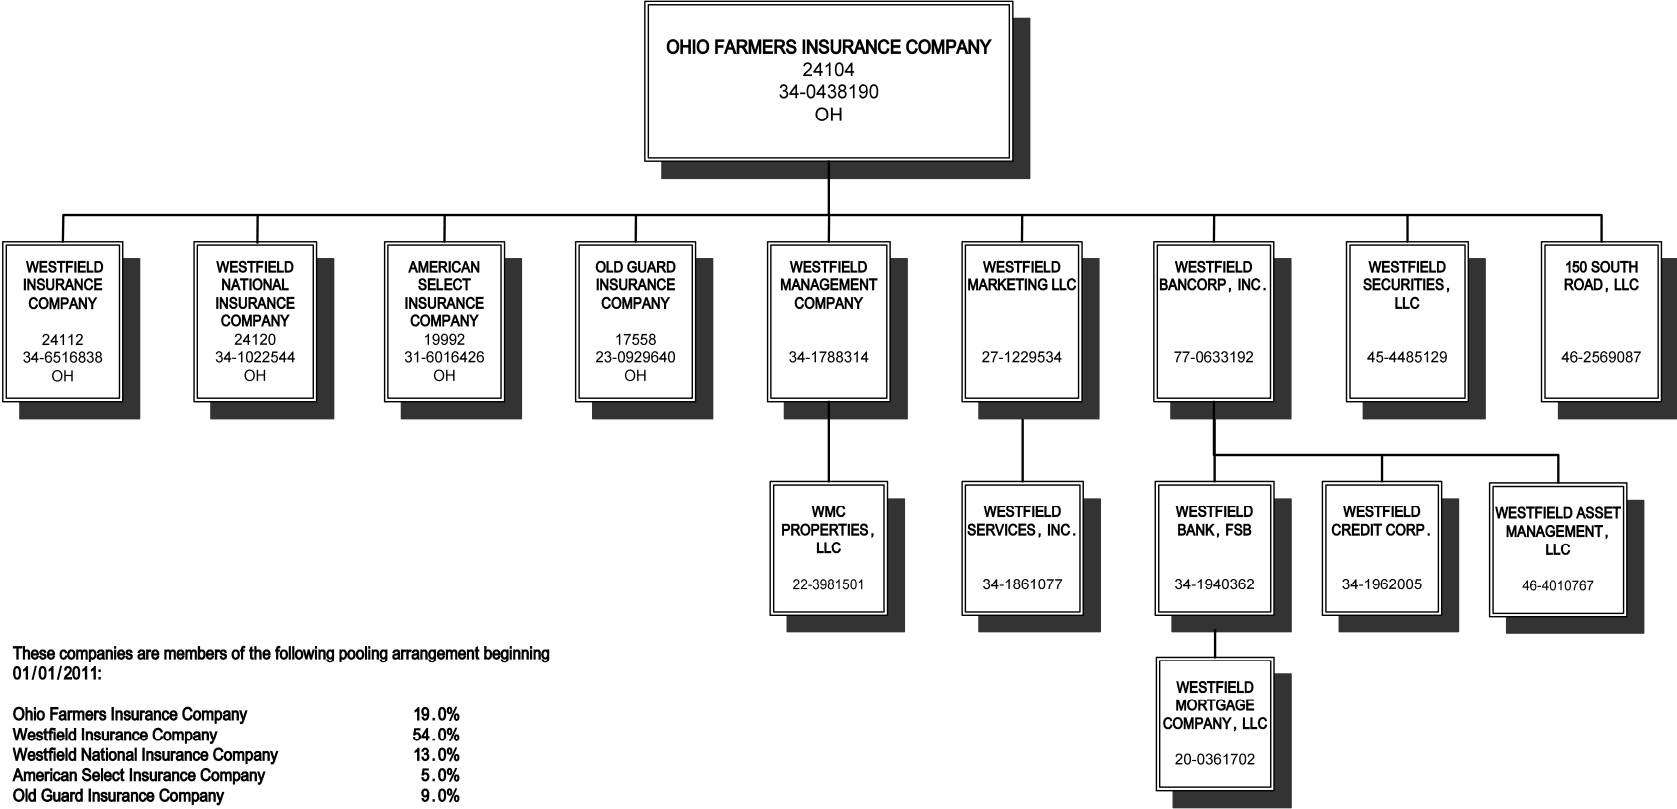 OHIO FARMERS INSURANCE COMPANY
24104
34-0438190
OH
WESTFIELD
INSURANCE
COMPANY
24112
34-6516838
OH
WESTFIELD
NATIONAL
INSURANCE
COMPANY
24120
34-1022544
OH
AMERICAN
SELECT
INSURANCE
COMPANY
19992
31-6016426
OH
OLD GUARD
INSURANCE
COMPANY
17558
23-0929640
OH
WESTFIELD
MANAGEMENT
COMPANY
34-1788314
WESTFIELD
MARKETING LLC
27-1229534
WESTFIELD
BANCORP, INC.
77-0633192
WESTFIELD
SECURITIES,
LLC
45-4485129
150 SOUTH
ROAD, LLC
46-2569087
WMC
PROPERTIES,
LLC
22-3981501
WESTFIELD
SERVICES, INC.
34-1861077
WESTFIELD
BANK, FSB
34-1940362
WESTFIELD
CREDIT CORP.
34-1962005
WESTFIELD ASSET
MANAGEMENT,
LLC
46-4010767
WESTFIELD
MORTGAGE
COMPANY, LLC
20-0361702
These companies are members of the following pooling arrangement beginning
01/01/2011:
Ohio Farmers Insurance Company 19.0%
Westfield Insurance Company 54.0%
Westfield National Insurance Company 13.0%
American Select Insurance Company 5.0%
Old Guard Insurance Company 9.0%